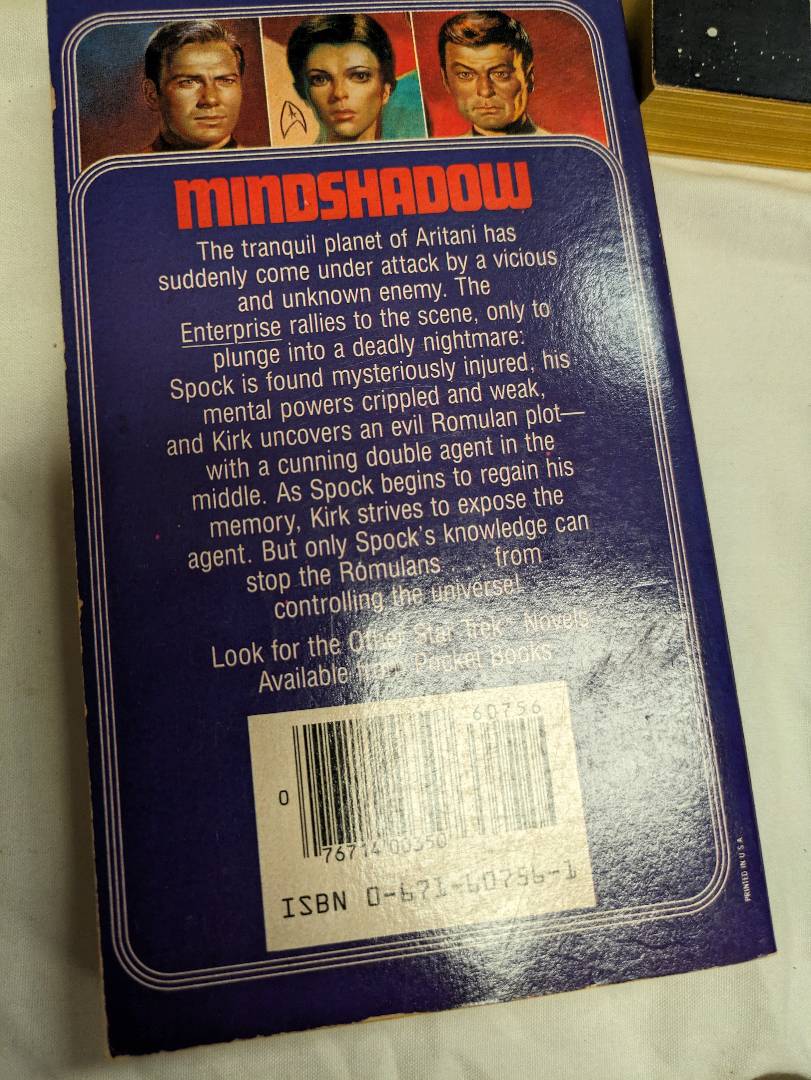 MINDSHADOW
The tranquil planet of Aritani has
suddenly come under attack by a vicious
and unknown enemy. The
Enterprise rallies to the scene, only to
plunge into a deadly nightmare:
Spock is found mysteriously injured, his
mental powers crippled and weak,
and Kirk uncovers an evil Romulan plot—
with a cunning double agent in the
middle. As Spock begins to regain his
memory, Kirk strives to expose the
agent. But only Spock's knowledge can
stop the Romulans from
controlling the universe!
Look for the Other Star Trek Novels
Available from Pocket Books
60756
0
76714 00350
ISBN 0-671-60756-1
PRINTED IN U.S.A.